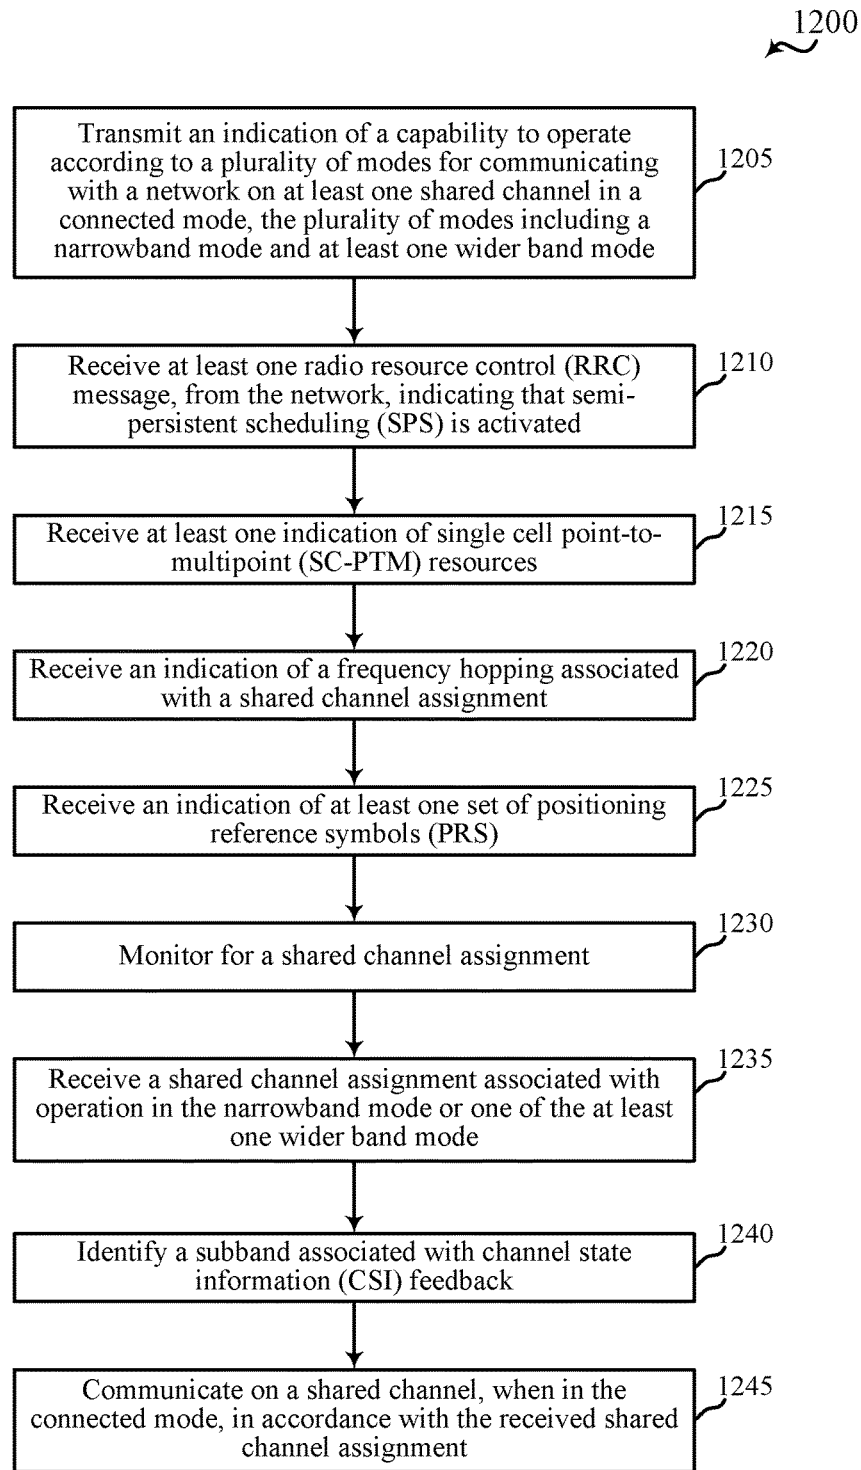 1200
Transmit an indication of a capability to operate
according to a plurality of modes for communicating
with a network on at least one shared channel in a
connected mode, the plurality of modes including a
narrowband mode and at least one wider band mode
1205
Receive at least one radio resource control (RRC)
message, from the network, indicating that semi-
persistent scheduling (SPS) is activated
1210
Receive at least one indication of single cell point-to-
multipoint (SC-PTM) resources
1215
Receive an indication of a frequency hopping associated
with a shared channel assignment
1220
Receive an indication of at least one set of positioning
reference symbols (PRS)
1225
Monitor for a shared channel assignment
1230
Receive a shared channel assignment associated with
operation in the narrowband mode or one of the at least
one wider band mode
1235
Identify a subband associated with channel state
information (CSI) feedback
1240
Communicate on a shared channel, when in the
connected mode, in accordance with the received shared
channel assignment
1245